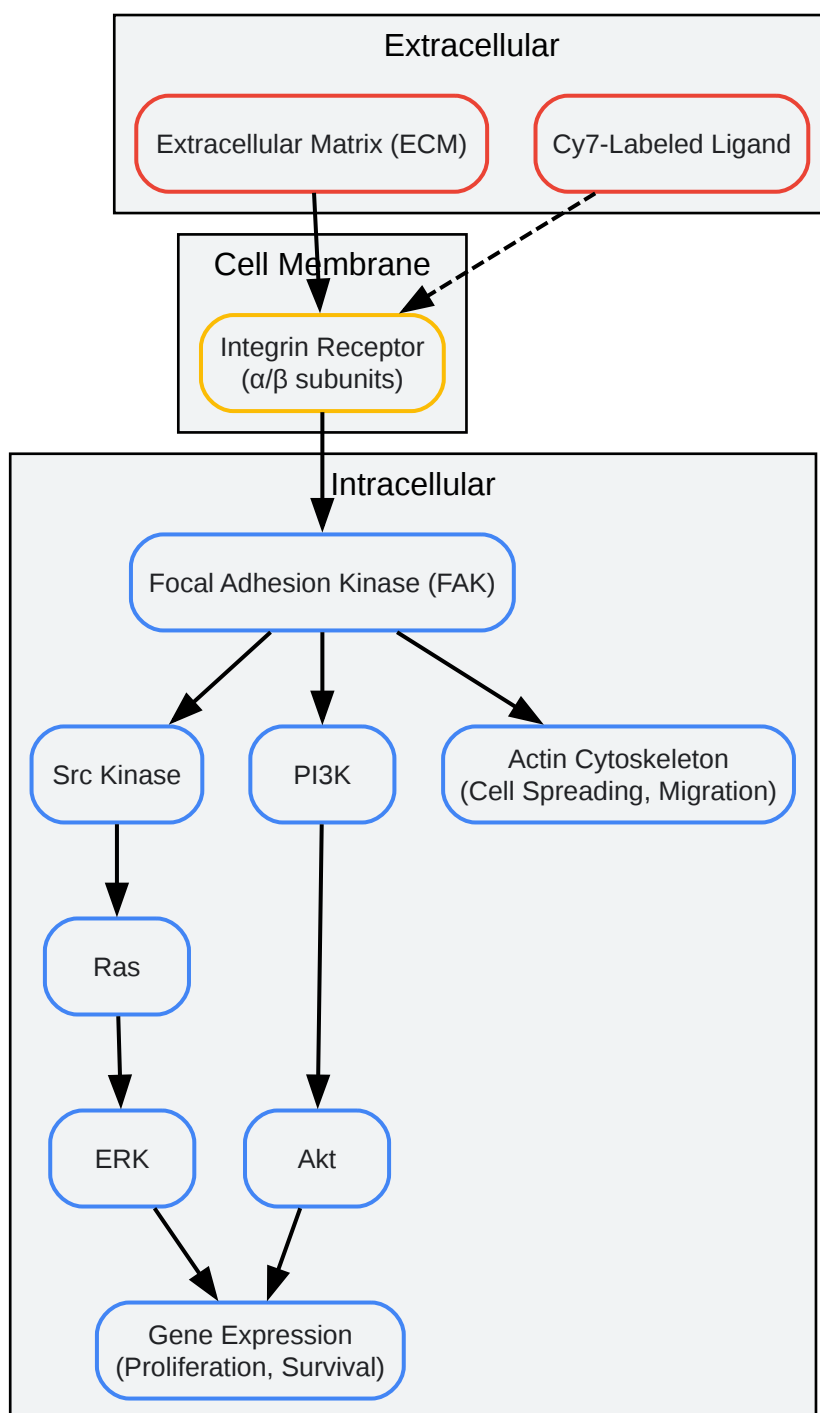 Extracellular
Extracellular Matrix (ECM)
Cy7-Labeled Ligand
Cell Membrane
Integrin Receptor
(α/β subunits)
Intracellular
Focal Adhesion Kinase (FAK)
Src Kinase
PI3K
Actin Cytoskeleton
(Cell Spreading, Migration)
Ras
ERK
Akt
Gene Expression
(Proliferation, Survival)